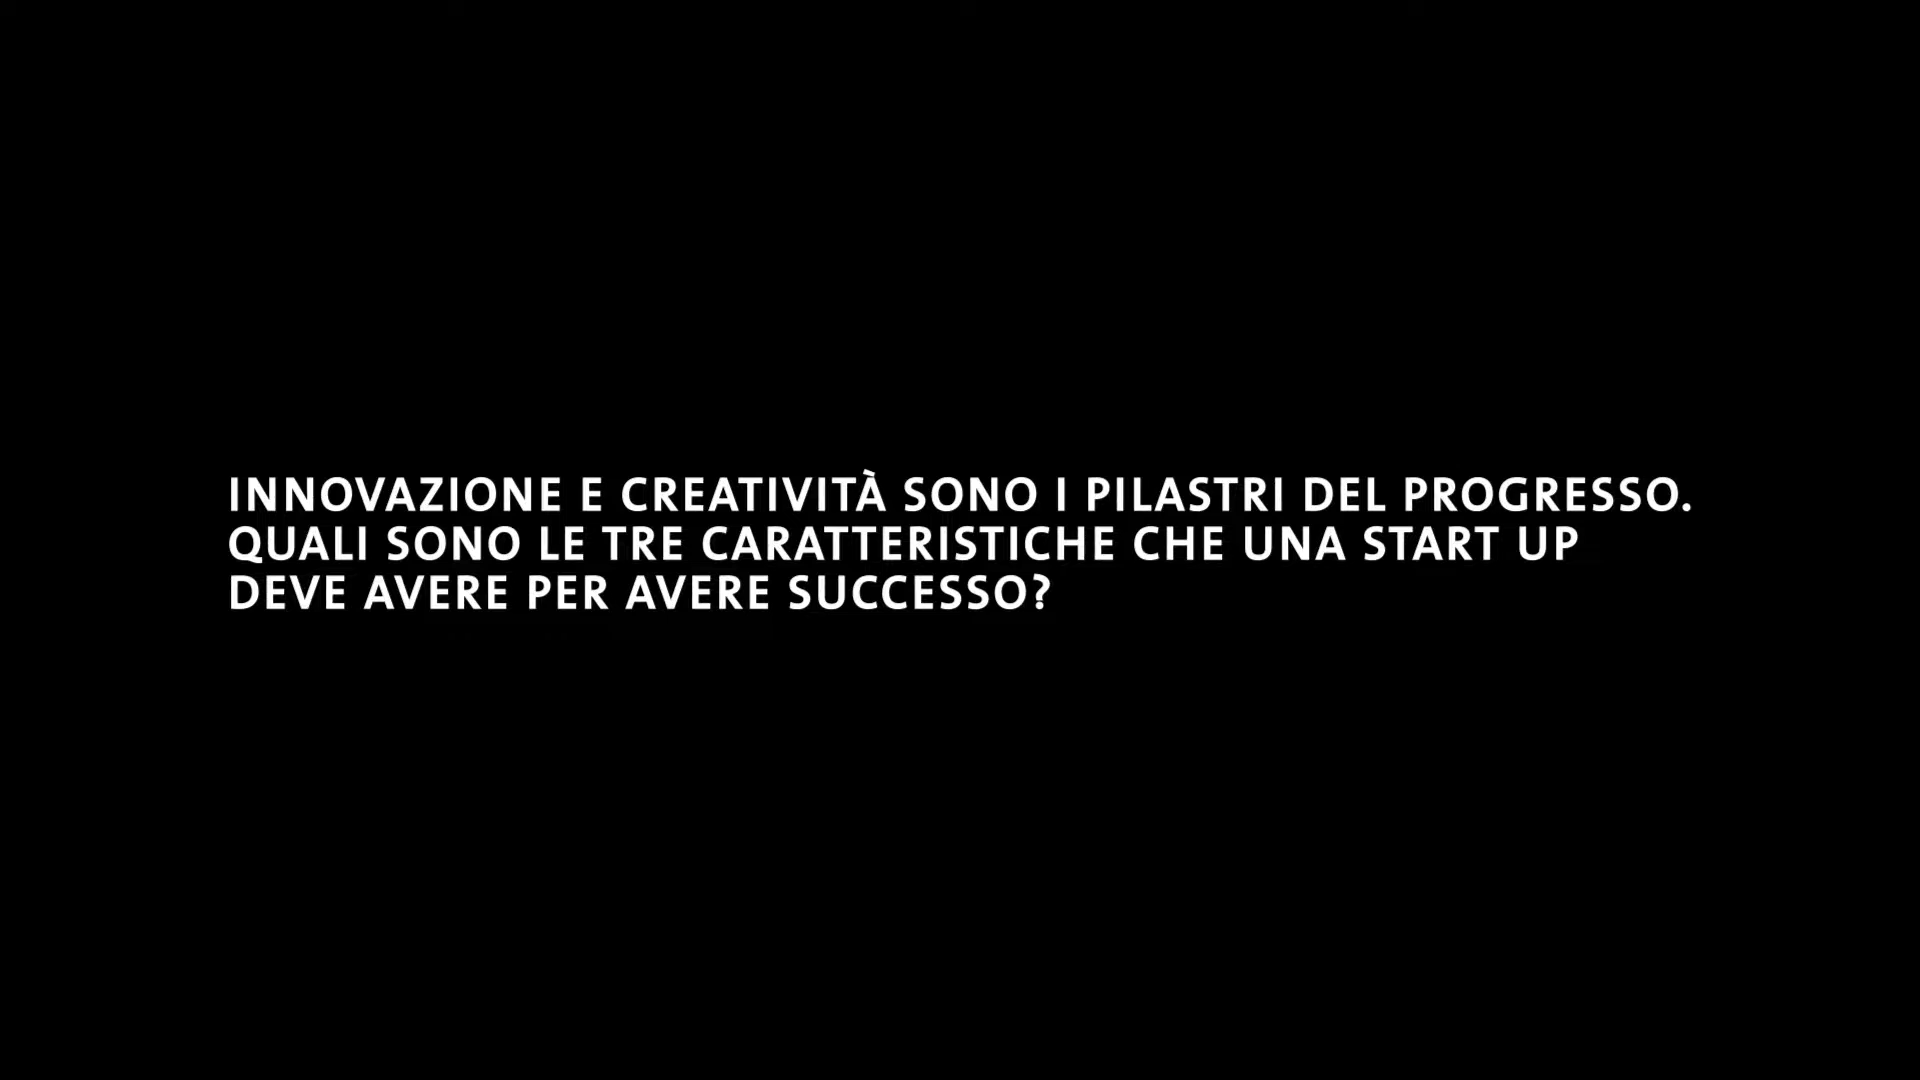 INNOVAZIONE E CREATIVITÀ SONO I PILASTRI DEL PROGRESSO.
QUALI SONO LE TRE CARATTERISTICHE CHE UNA START UP
DEVE AVERE PER AVERE SUCCESSO?